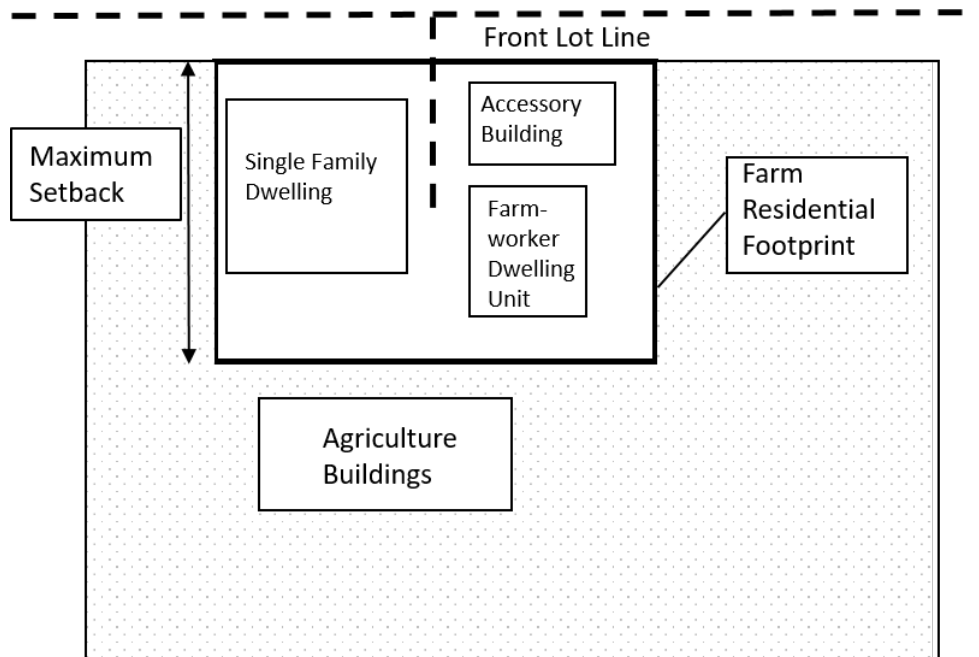 Front Lot Line
Maximum
Setback
Single Family
Dwelling
Accessory
Building
Farm-
worker
Dwelling
Unit
Farm
Residential
Footprint
Agriculture
Buildings